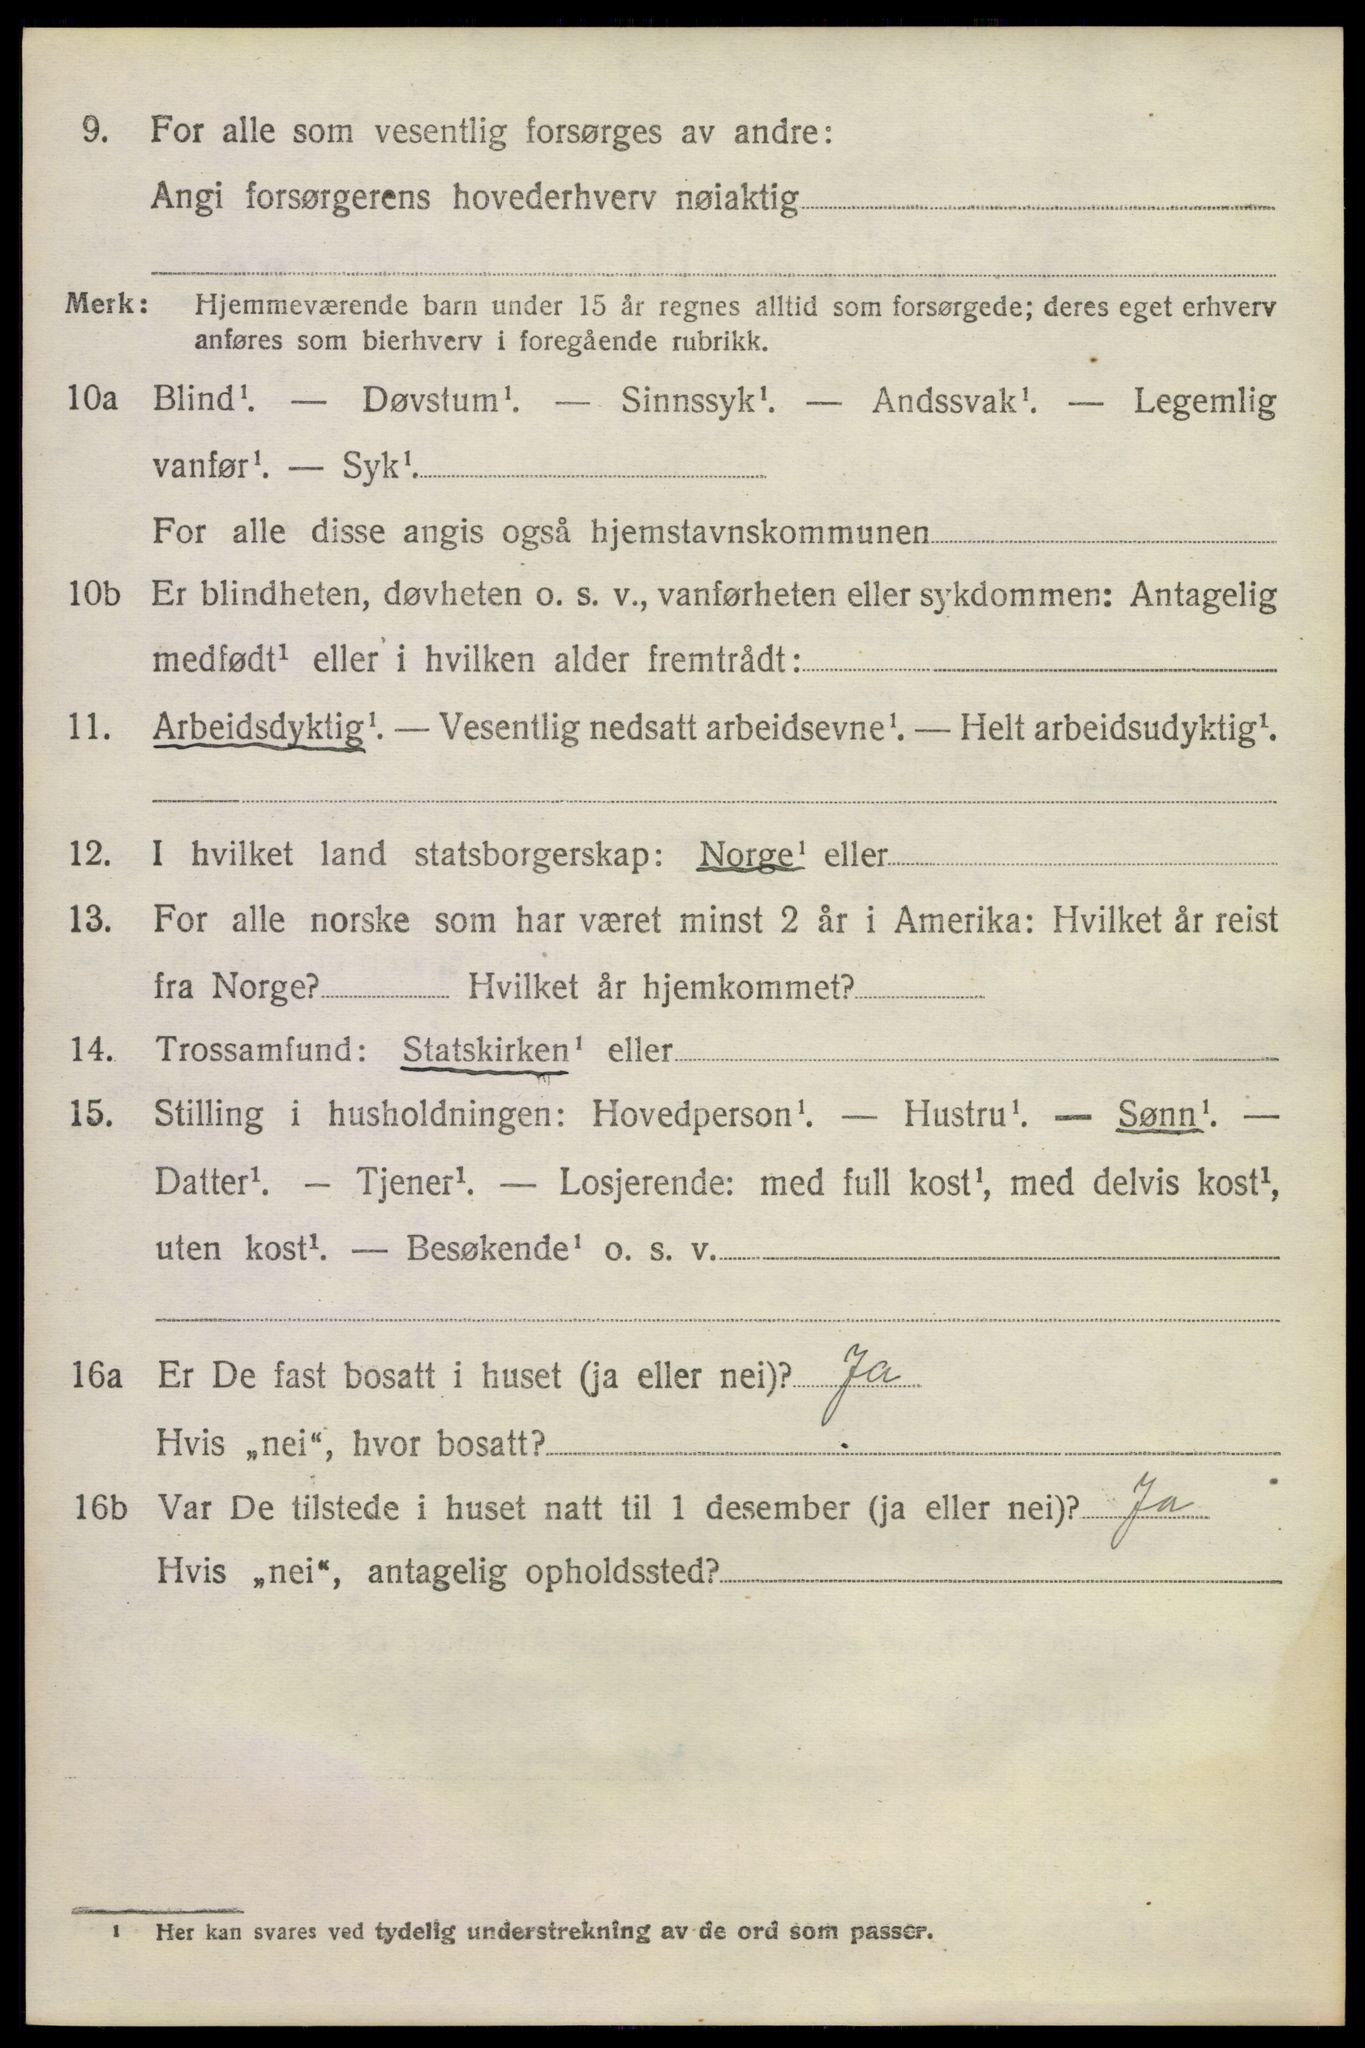 9. For alle som vesentlig forsørges av andre:
Angi forsørgerens hovederhverv nøiaktig
Merk: Hjemmeværende barn under 15 år regnes alltid som forsørgede; deres eget erhverv
anføres som bierhverv i foregående rubrikk.
10a Blind¹. — Døvstum¹. — Sinnssyk¹. — Andssvak¹. — Legemlig
vanfør¹. — Syk¹.
For alle disse angis også hjemstavnskommunen
10b Er blindheten, døvheten o. s. v., vanførheten eller sykdommen: Antagelig
medfødt¹ eller i hvilken alder fremtrådt:
11. Arbeidsdyktig¹. — Vesentlig nedsatt arbeidsevne¹. — Helt arbeidsudyktig¹.
12. I hvilket land statsborgerskap: Norge¹ eller
13. For alle norske som har været minst 2 år i Amerika: Hvilket år reist
fra Norge? Hvilket år hjemkommet?
14. Trossamfund: Statskirken¹ eller
15. Stilling i husholdningen: Hovedperson¹. — Hustru¹. — Sønn¹. —
Datter¹. — Tjener¹. — Losjerende: med full kost¹, med delvis kost¹,
uten kost¹. — Besøkende¹ o. s. v.
16a Er De fast bosatt i huset (ja eller nei)? Ja
Hvis „nei“, hvor bosatt?
16b Var De tilstede i huset natt til 1 desember (ja eller nei)? Ja
Hvis „nei“, antagelig opholdssted?
1 Her kan svares ved tydelig understrekning av de ord som passer.